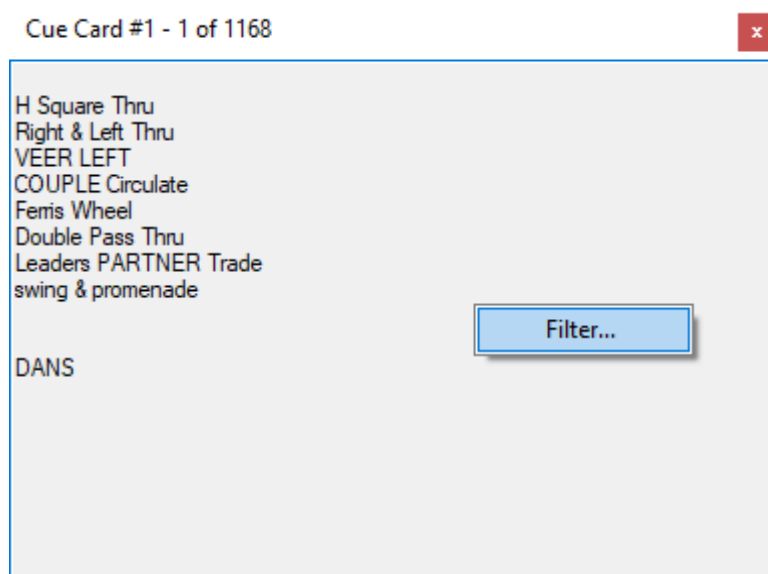 Cue Card #1 - 1 of 1168
x
H Square Thru
Right & Left Thru
VEER LEFT
COUPLE Circulate
Ferris Wheel
Double Pass Thru
Leaders PARTNER Trade
swing & promenade
Filter...
DANS